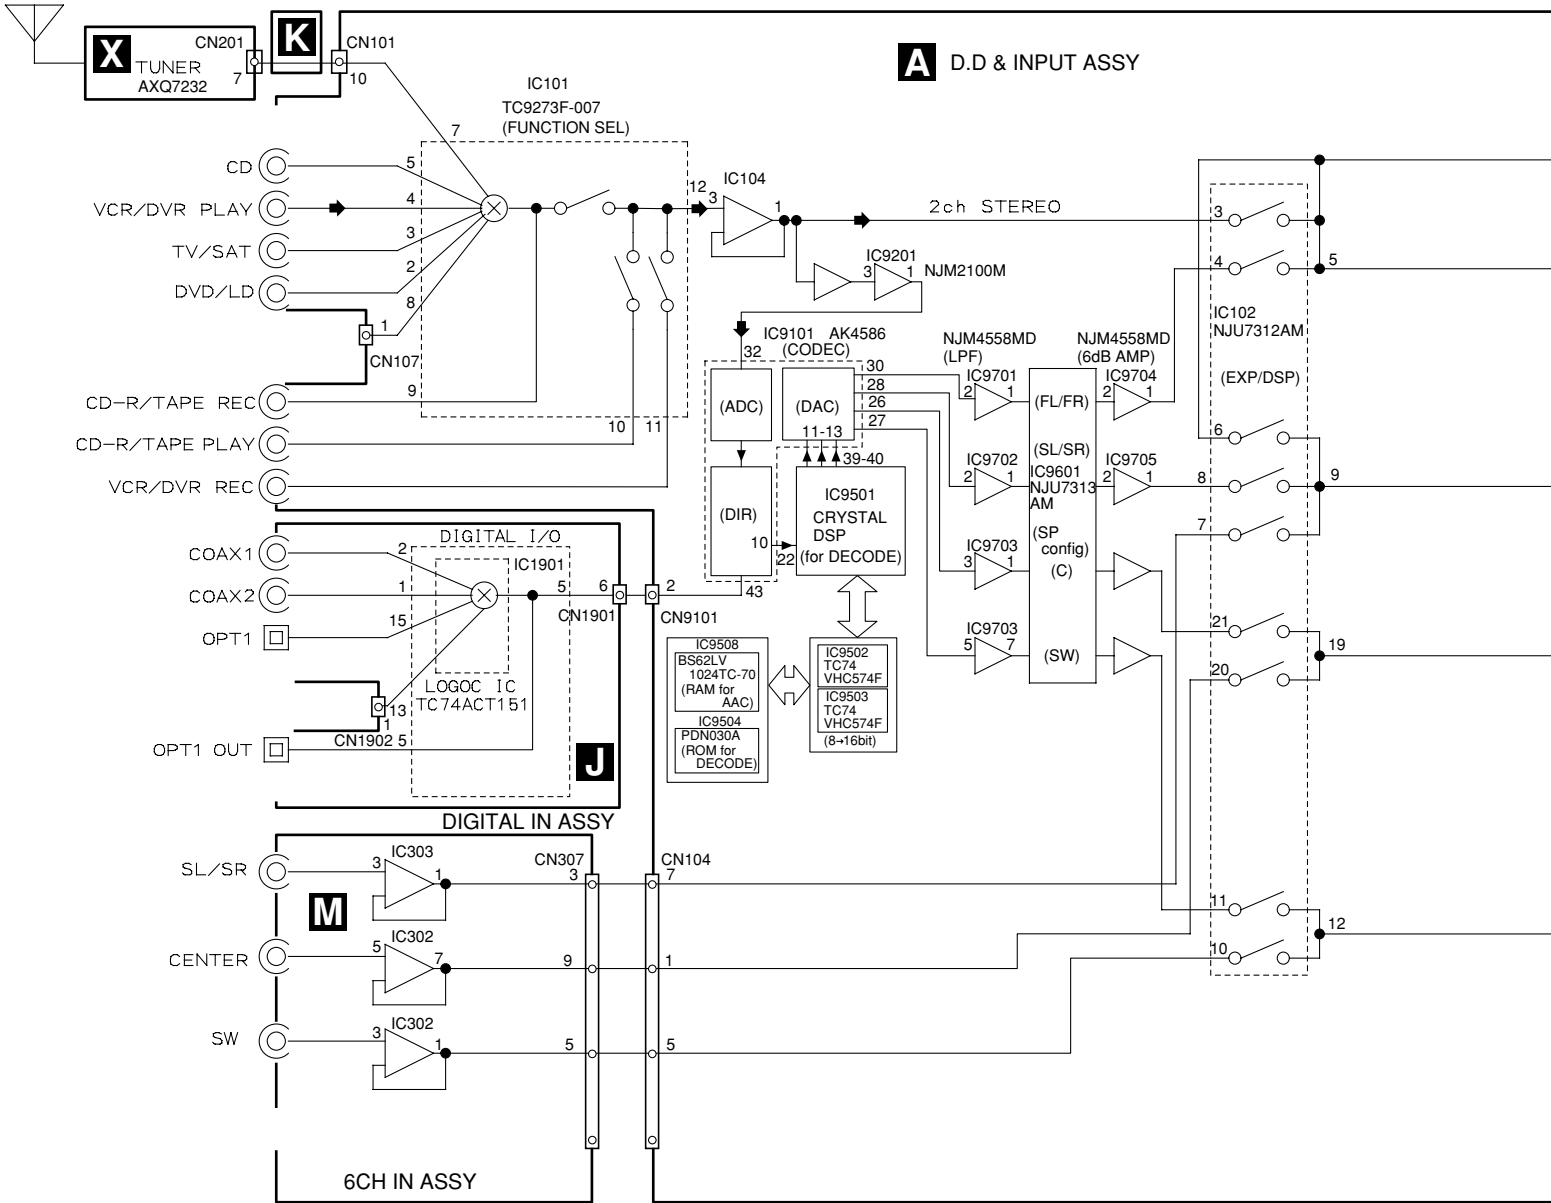 X
TUNER
AXQ7232
CN201
7
K
CN101
10
A D.D & INPUT ASSY
IC101
TC9273F-007
(FUNCTION SEL)
7
CD
5
VCR/DVR PLAY
4
TV/SAT
3
DVD/LD
2
8
1
CN107
CD-R/TAPE REC
9
CD-R/TAPE PLAY
10
11
VCR/DVR REC
12
3
IC104
1
2ch STEREO
IC9201
3
1
NJM2100M
IC9101 AK4586
(CODEC)
32
(ADC)
(DAC)
11-13
30
28
26
27
39-40
(DIR)
10
22
43
IC9501
CRYSTAL
DSP
(for DECODE)
NJM4558MD
(LPF)
IC9701
2
1
IC9702
2
1
IC9703
3
1
IC9703
5
7
(FL/FR)
(SL/SR)
IC9601
NJU7313
AM
(SP
config)
(C)
(SW)
NJM4558MD
(6dB AMP)
IC9704
2
1
IC9705
2
1
3
4
5
IC102
NJU7312AM
(EXP/DSP)
6
8
7
9
21
20
19
11
10
12
COAX1
2
COAX2
1
OPT1
15
13
1
CN1902
OPT1 OUT
5
DIGITAL I/O
IC1901
5
LOGOC IC
TC74ACT151
J
6
CN1901
2
CN9101
DIGITAL IN ASSY
IC9508
BS62LV
1024TC-70
(RAM for
AAC)
IC9504
PDN030A
(ROM for
DECODE)
IC9502
TC74
VHC574F
IC9503
TC74
VHC574F
(8→16bit)
SL/SR
3
IC303
1
M
CENTER
5
IC302
7
SW
3
IC302
1
CN307
3
9
5
CN104
7
1
5
6CH IN ASSY